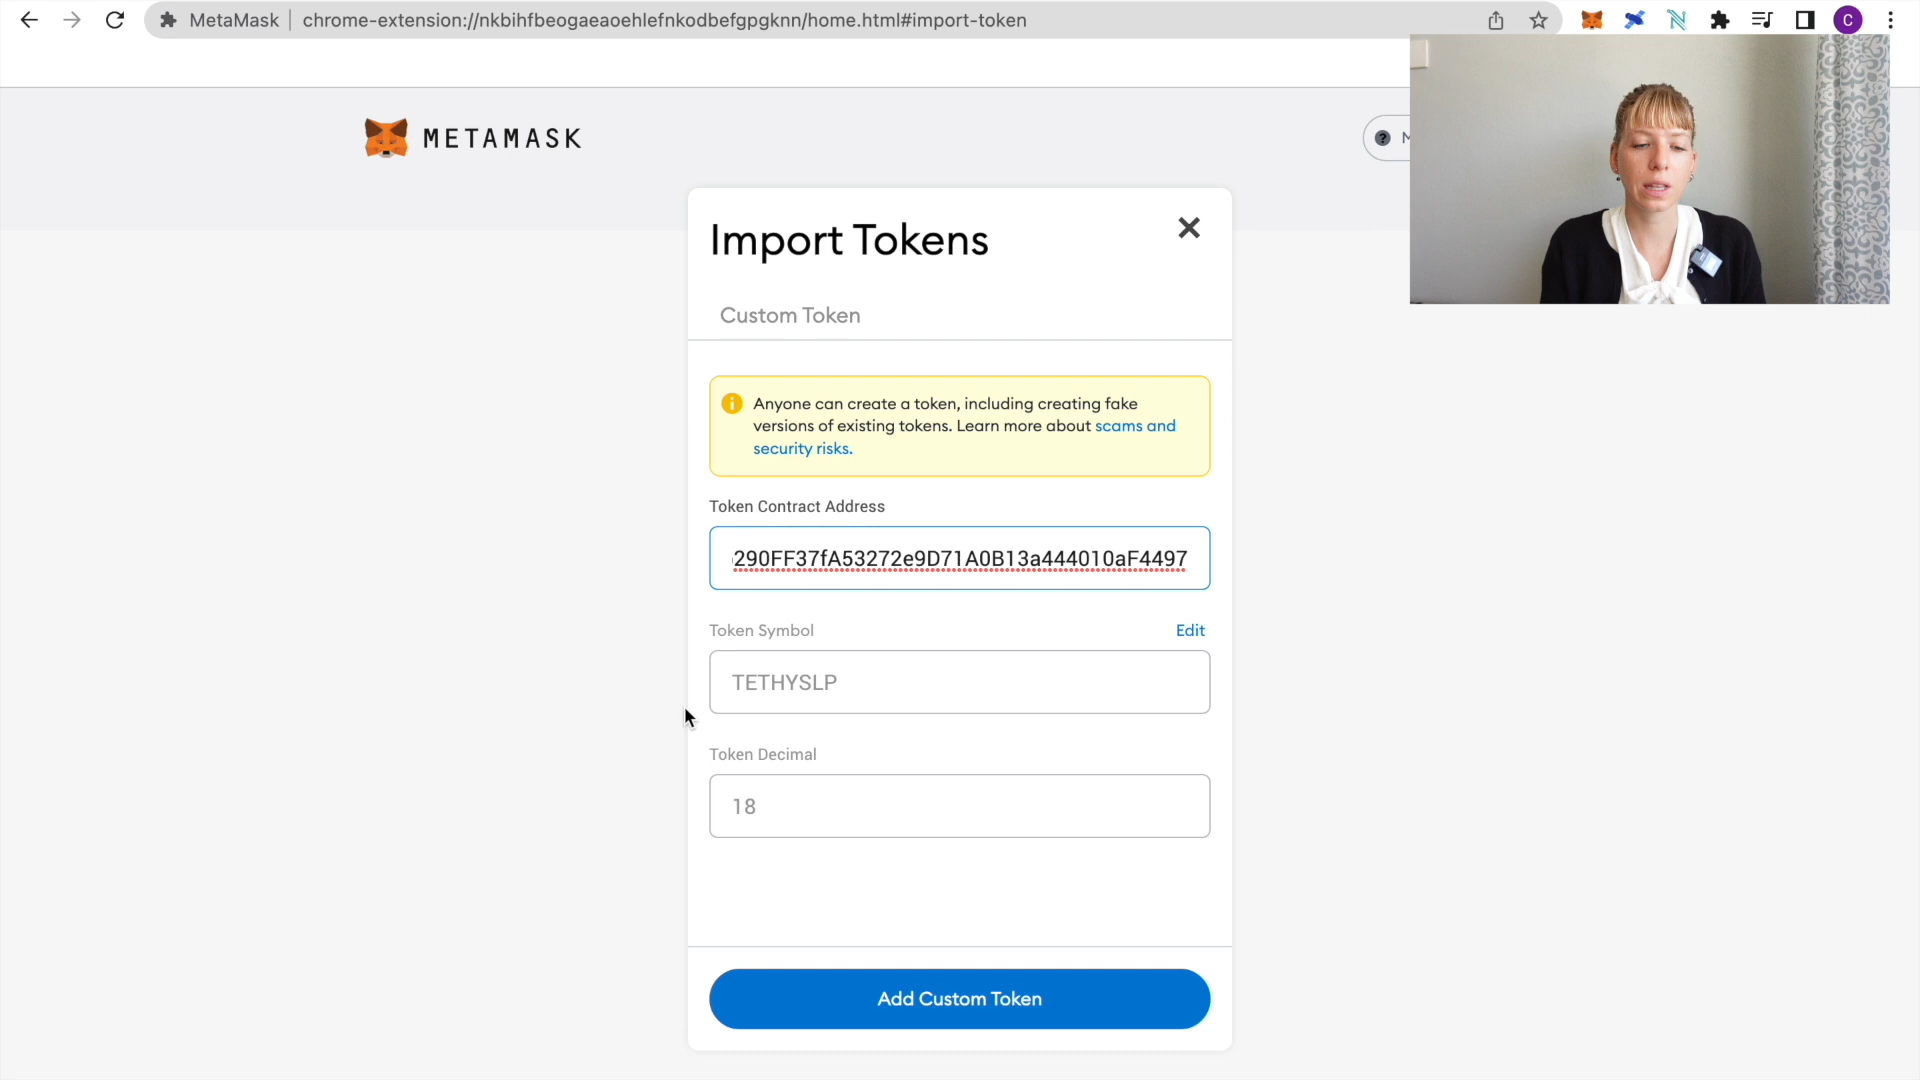 MetaMask
chrome-extension://nkbihfbeogaeaoehlefnkodbefgpgknn/home.html#import-token
C
METAMASK
Import Tokens
Custom Token
Anyone can create a token, including creating fake
versions of existing tokens. Learn more about scams and
security risks.
Token Contract Address
290FF37fA53272e9D71A0B13a444010aF4497
Token Symbol
Edit
TETHYSLP
Token Decimal
18
Add Custom Token